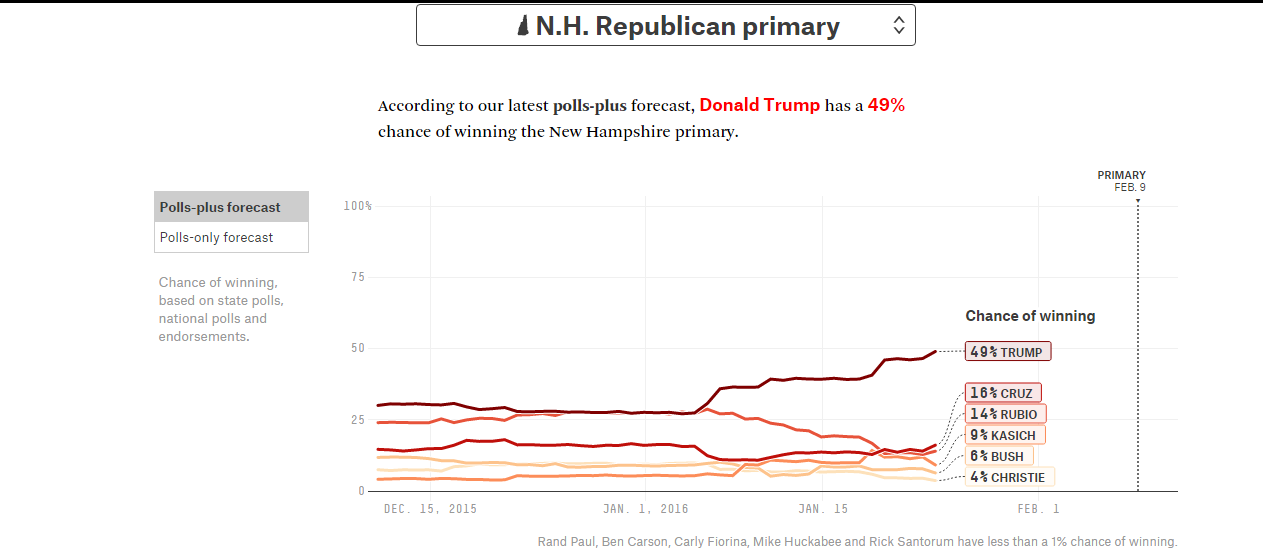 N.H. Republican primary
According to our latest polls-plus forecast, Donald Trump has a 49%
chance of winning the New Hampshire primary.
PRIMARY
FEB. 9
Polls-plus forecast
Polls-only forecast
Chance of winning,
based on state polls,
national polls and
endorsements.
100%
75
50
25
0
Chance of winning
49% TRUMP
16% CRUZ
14% RUBIO
9% KASICH
6% BUSH
4% CHRISTIE
DEC. 15, 2015
JAN. 1, 2016
JAN. 15
FEB. 1
Rand Paul, Ben Carson, Carly Fiorina, Mike Huckabee and Rick Santorum have less than a 1% chance of winning.